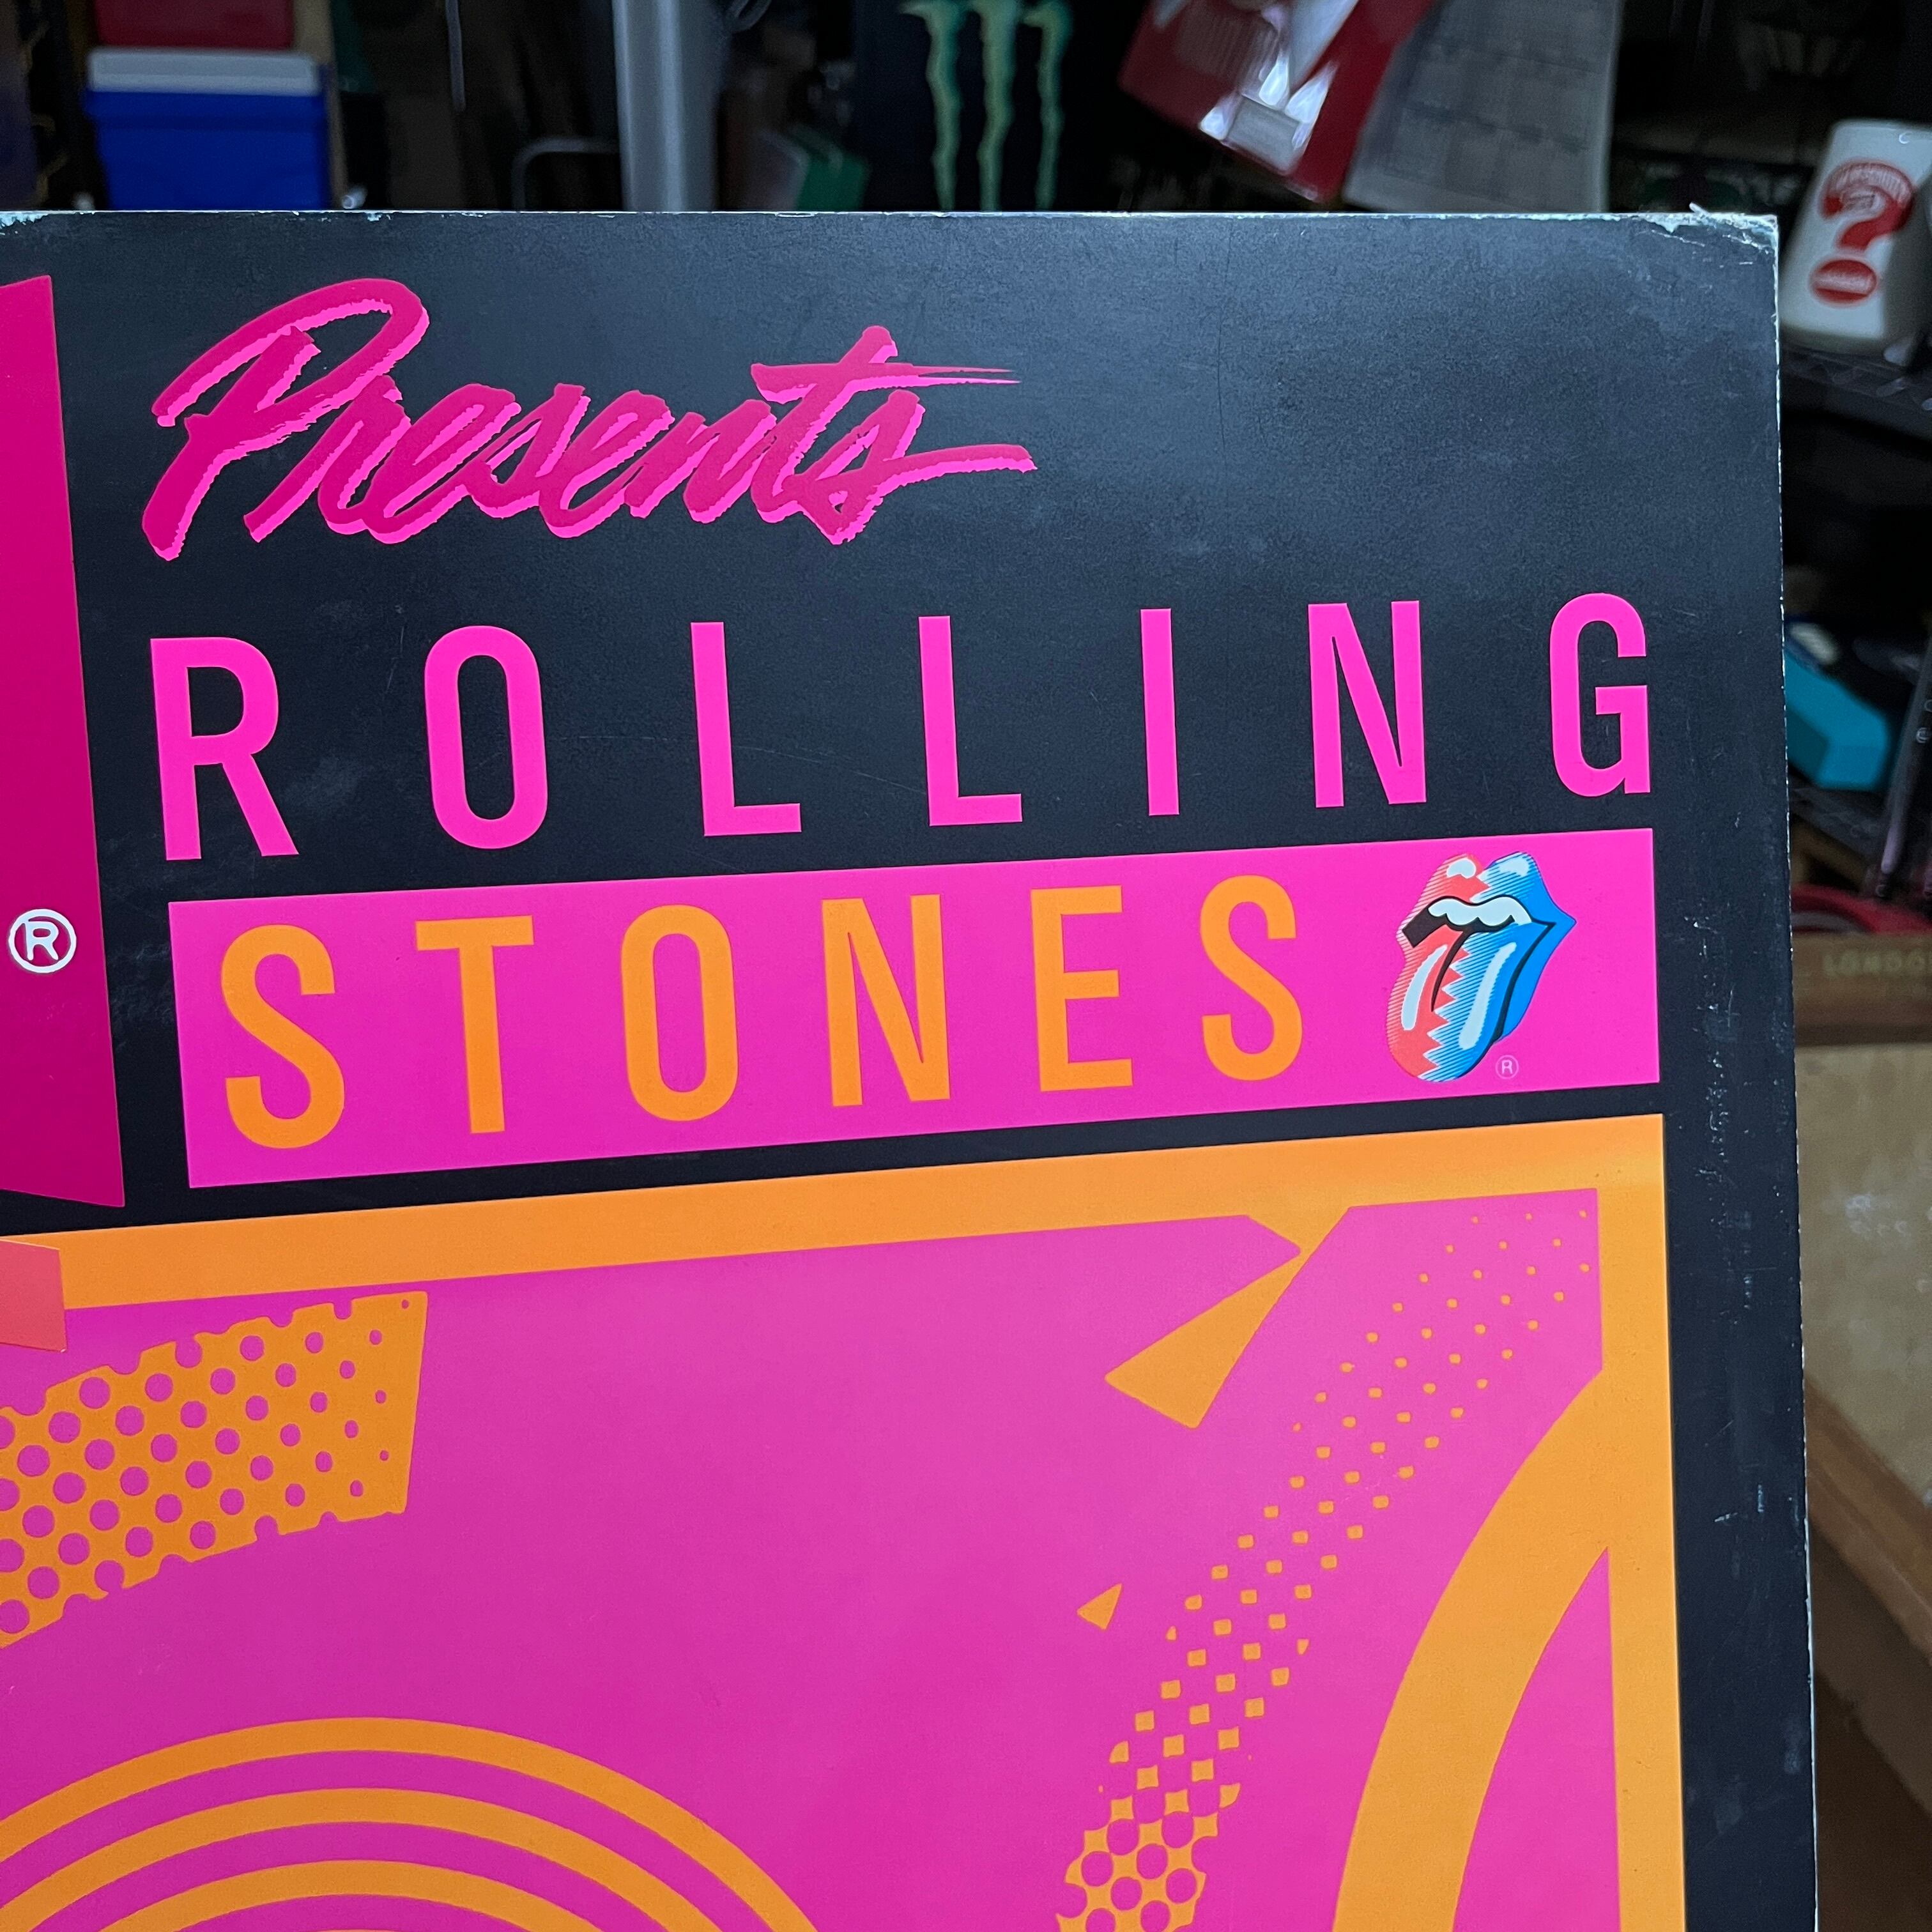 Presents
ROLLING
®
STONES
®